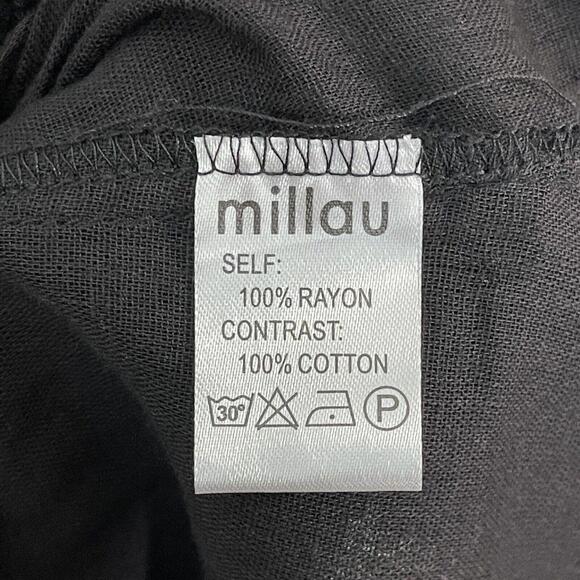 millau
SELF:
100% RAYON
CONTRAST:
100% COTTON
30° P